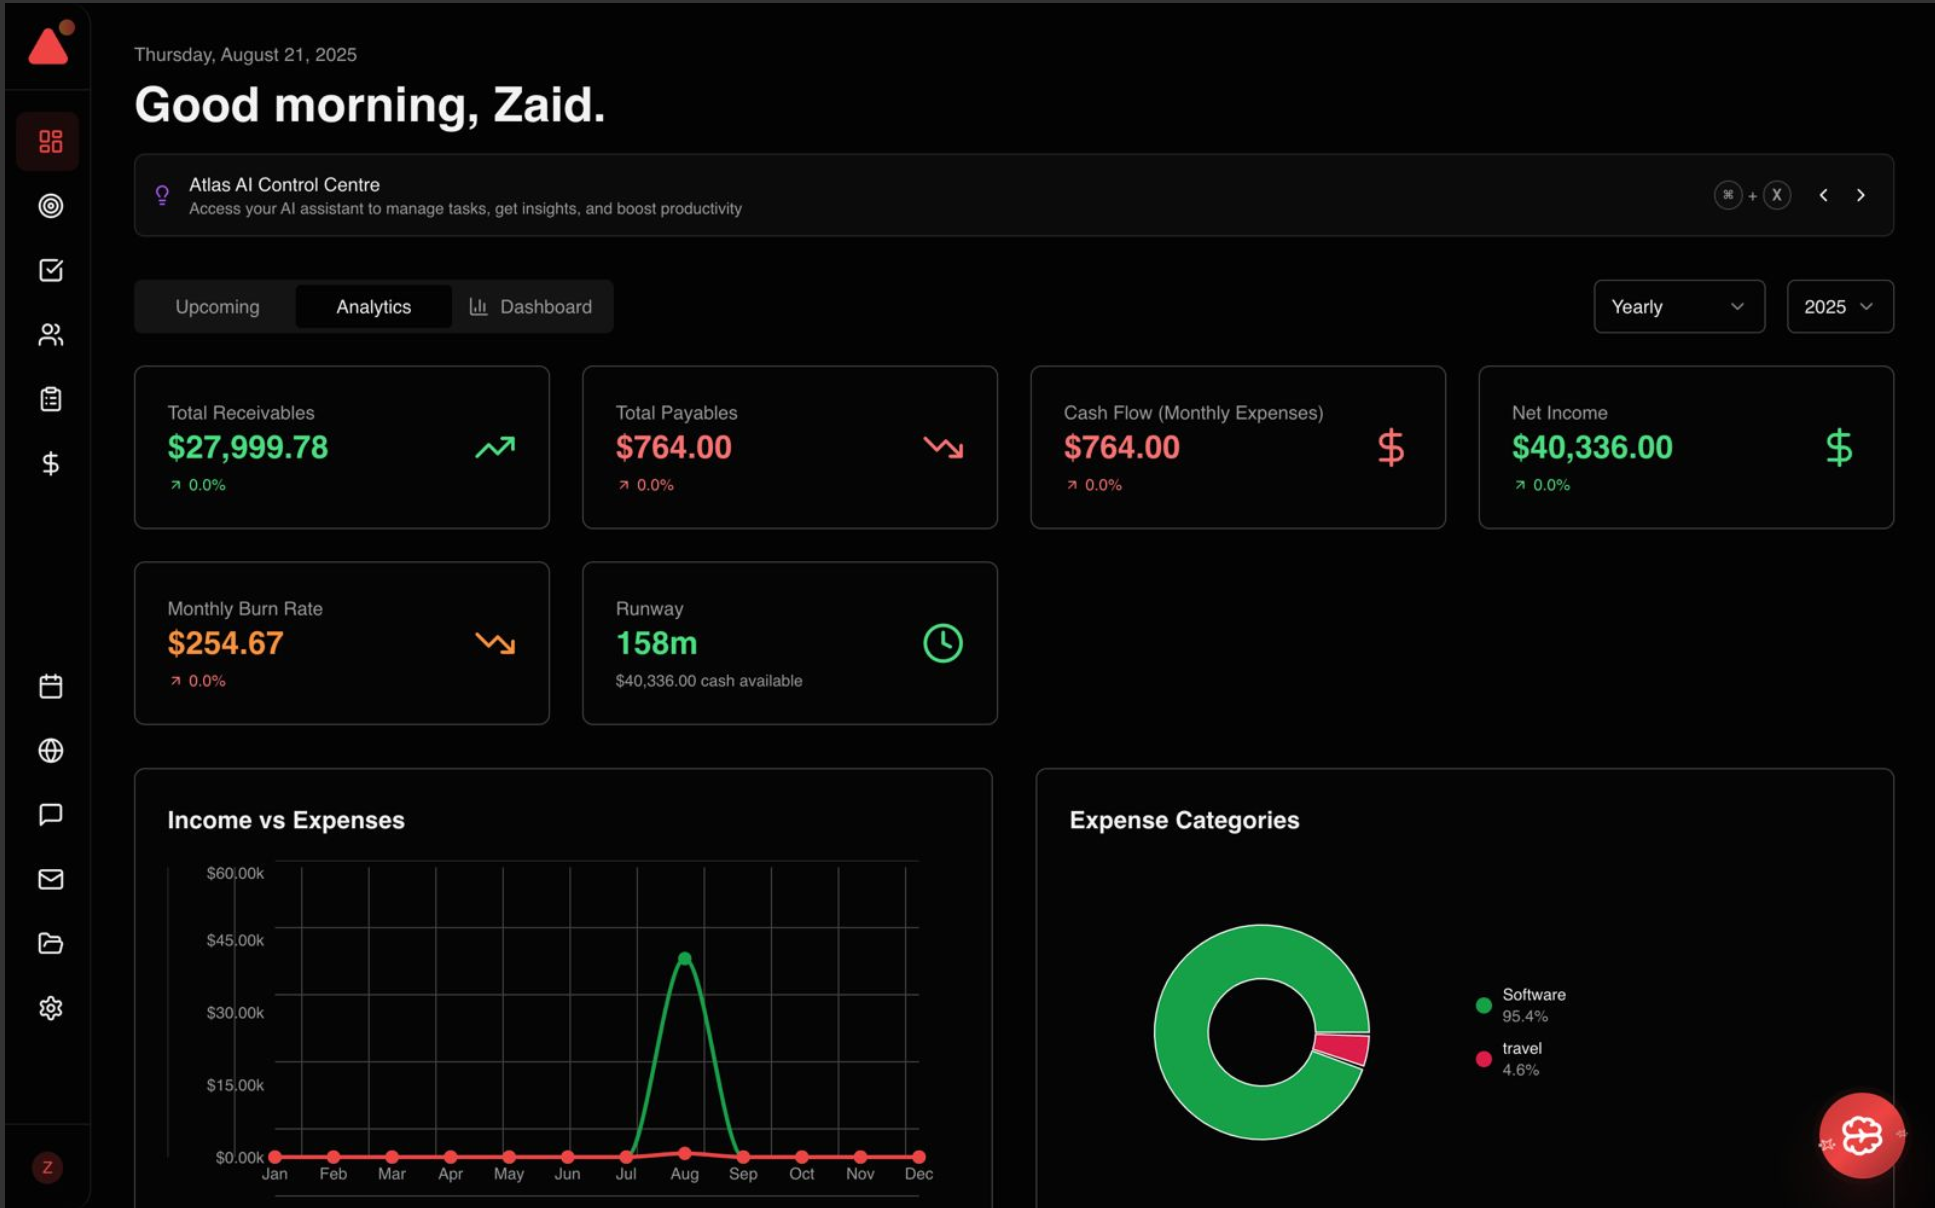 Thursday, August 21, 2025
Good morning, Zaid.
Atlas AI Control Centre
Access your AI assistant to manage tasks, get insights, and boost productivity
⌘ + X
Upcoming
Analytics
Dashboard
Yearly
2025
Total Receivables
$27,999.78
0.0%
Total Payables
$764.00
0.0%
Cash Flow (Monthly Expenses)
$764.00
0.0%
Net Income
$40,336.00
0.0%
Monthly Burn Rate
$254.67
0.0%
Runway
158m
$40,336.00 cash available
Income vs Expenses
$60.00k
$45.00k
$30.00k
$15.00k
$0.00k
Jan Feb Mar Apr May Jun Jul Aug Sep Oct Nov Dec
Expense Categories
Software
95.4%
travel
4.6%
Z